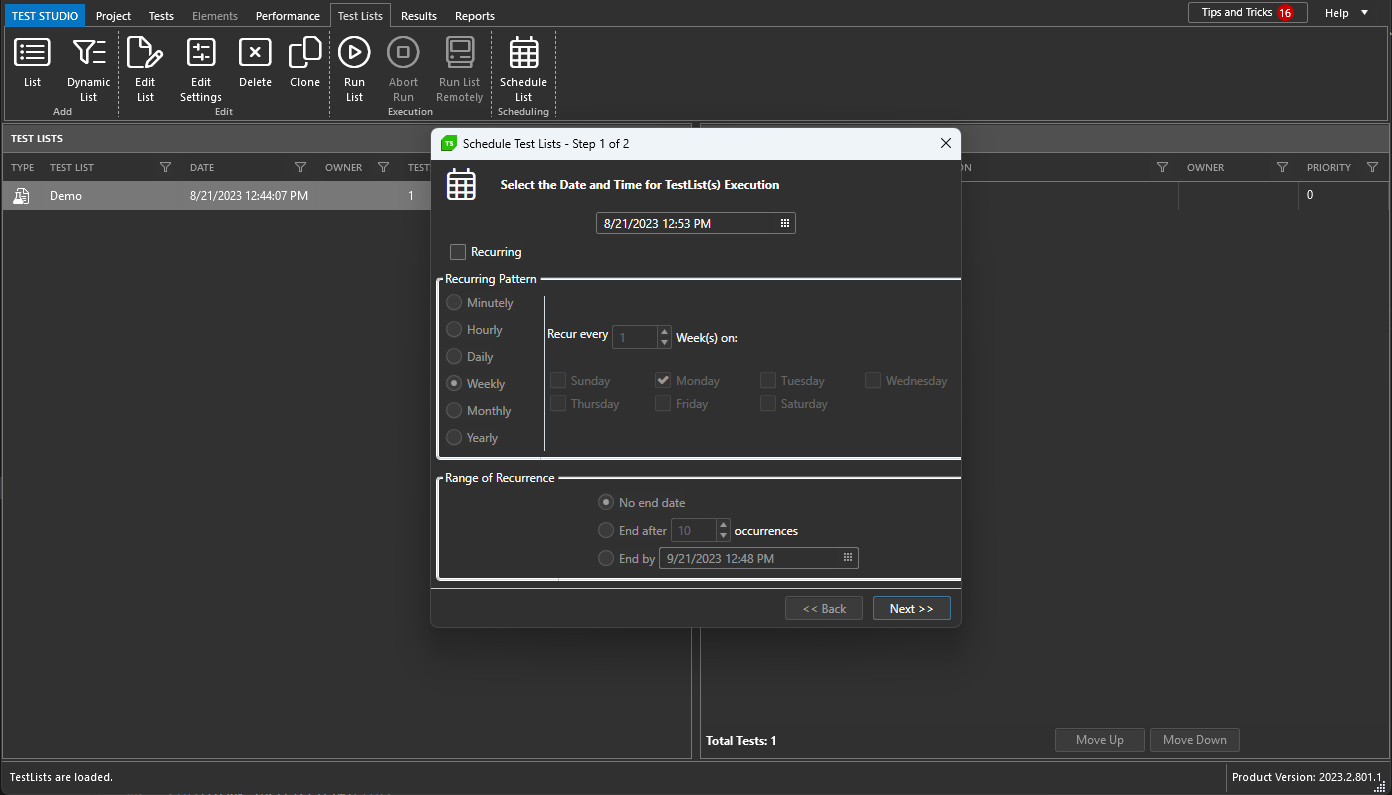 TEST STUDIO Project Tests Elements Performance Test Lists Results Reports Tips and Tricks 16 Help
List Dynamic List Edit List Edit Settings Delete Clone Run List Abort Run Run List Remotely Schedule List
Add Edit Execution Scheduling
TEST LISTS
TYPE TEST LIST DATE OWNER TEST
Demo 8/21/2023 12:44:07 PM 1
ON OWNER PRIORITY
0
TS Schedule Test Lists - Step 1 of 2
Select the Date and Time for TestList(s) Execution
8/21/2023 12:53 PM
Recurring
Recurring Pattern
Minutely
Hourly
Daily
Weekly
Monthly
Yearly
Recur every 1 Week(s) on:
Sunday Monday Tuesday Wednesday
Thursday Friday Saturday
Range of Recurrence
No end date
End after 10 occurrences
End by 9/21/2023 12:48 PM
<< Back Next >>
Total Tests: 1 Move Up Move Down
TestLists are loaded. Product Version: 2023.2.801.1